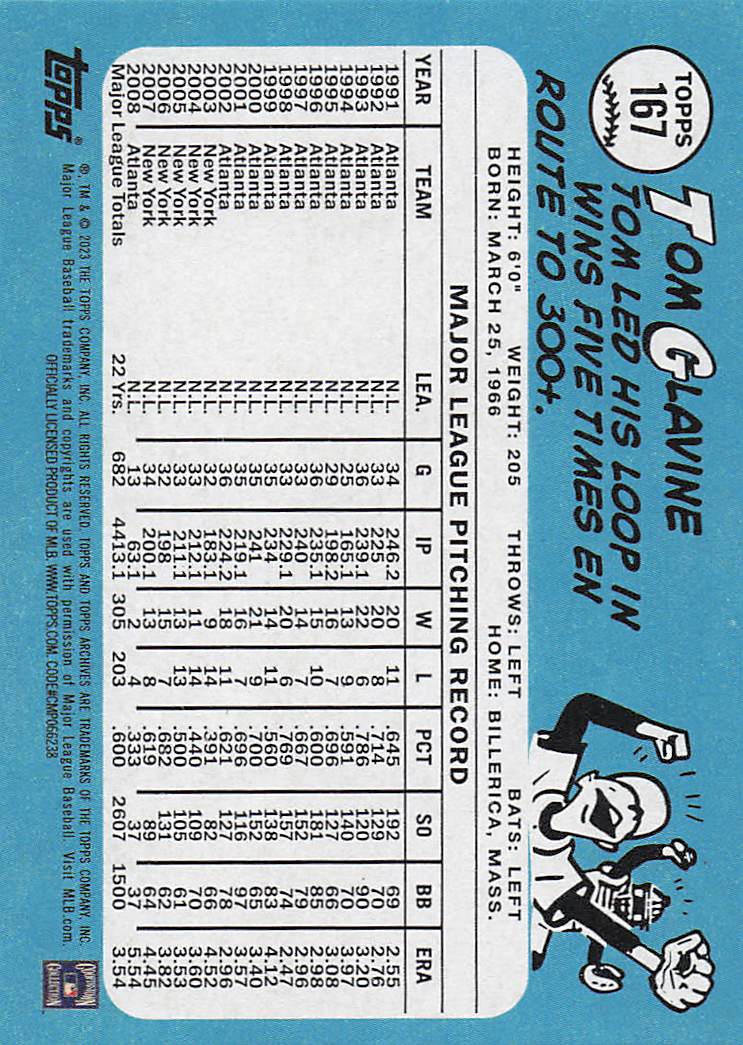 TOPPS
167
TOM GLAVINE
TOM LED HIS LOOP IN
WINS FIVE TIMES EN
ROUTE TO 300+.
HEIGHT: 6'0" WEIGHT: 205 THROWS: LEFT BATS: LEFT
BORN: MARCH 25, 1966 HOME: BILLERICA, MASS.
MAJOR LEAGUE PITCHING RECORD
YEAR TEAM LEA. G IP W L PCT SO BB ERA
1991 Atlanta N.L. 34 246.2 20 11 .645 192 69 2.55
1992 Atlanta N.L. 33 225 20 8 .714 129 70 2.76
1993 Atlanta N.L. 36 239.1 22 6 .786 120 90 3.20
1994 Atlanta N.L. 25 165.1 13 9 .591 140 70 3.97
1995 Atlanta N.L. 29 198.2 16 7 .696 127 66 3.08
1996 Atlanta N.L. 36 235.1 15 10 .600 181 85 2.98
1997 Atlanta N.L. 33 240 14 7 .667 152 79 2.96
1998 Atlanta N.L. 33 229.1 20 6 .769 157 74 2.47
1999 Atlanta N.L. 35 234 14 11 .560 138 83 4.12
2000 Atlanta N.L. 35 241 21 9 .700 152 65 3.40
2001 Atlanta N.L. 35 219.1 16 7 .696 116 97 3.57
2002 Atlanta N.L. 36 224.2 18 11 .621 127 78 2.96
2003 New York N.L. 32 183.1 9 14 .391 82 66 4.52
2004 New York N.L. 33 212.1 11 14 .440 109 70 3.60
2005 New York N.L. 33 211.1 13 13 .500 105 61 3.53
2006 New York N.L. 32 198 15 7 .682 131 62 3.82
2007 New York N.L. 34 200.1 13 8 .619 89 64 4.45
2008 Atlanta N.L. 13 63.1 2 4 .333 37 37 5.54
Major League Totals 22 Yrs. 682 4413.1 305 203 .600 2607 1500 3.54
topps®
®, TM & © 2023 THE TOPPS COMPANY, INC. ALL RIGHTS RESERVED. TOPPS AND TOPPS ARCHIVES ARE TRADEMARKS OF THE TOPPS COMPANY, INC.
Major League Baseball trademarks and copyrights are used with permission of Major League Baseball. Visit MLB.com.
OFFICIALLY LICENSED PRODUCT OF MLB. WWW.TOPPS.COM. CODE#CMP066238
COOPERSTOWN
COLLECTION